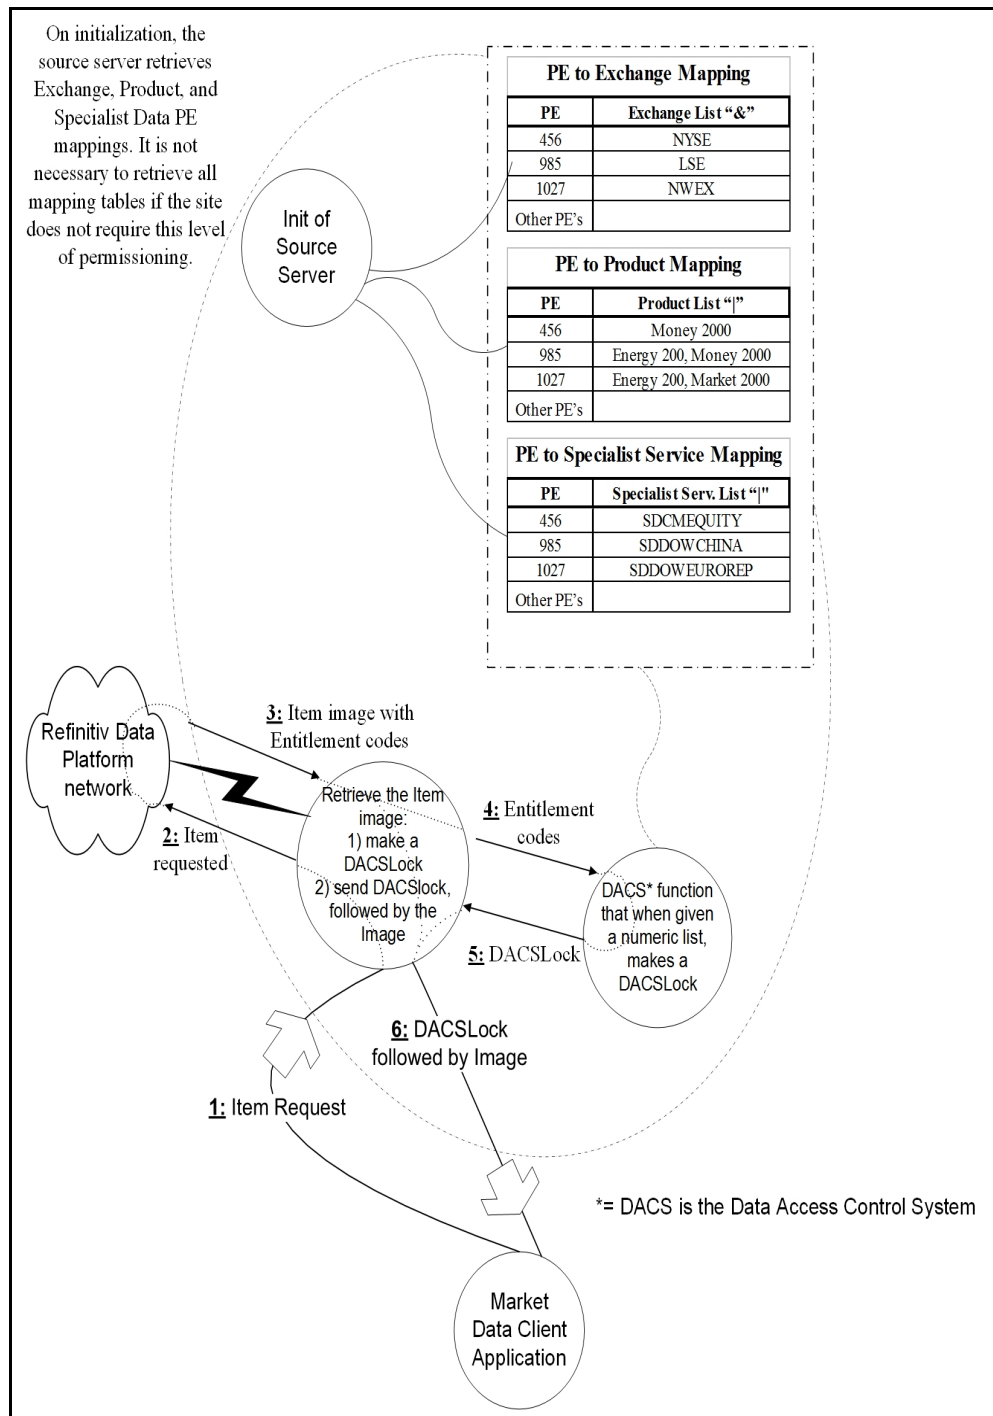 On initialization, the
source server retrieves
Exchange, Product, and
Specialist Data PE
mappings. It is not
necessary to retrieve all
mapping tables if the site
does not require this level
of permissioning.
Init of
Source
Server
PE to Exchange Mapping
PE Exchange List “&”
456 NYSE
985 LSE
1027 NWEX
Other PE's
PE to Product Mapping
PE Product List “|”
456 Money 2000
985 Energy 200, Money 2000
1027 Energy 200, Market 2000
Other PE's
PE to Specialist Service Mapping
PE Specialist Serv. List “|"
456 SDCMEQUITY
985 SDDOWCHINA
1027 SDDOWEUROREP
Other PE's
Refinitiv Data
Platform
network
3: Item image with
Entitlement codes
2: Item
requested
Retrieve the Item
image:
1) make a
DACSLock
2) send DACSlock,
followed by the
Image
4: Entitlement
codes
5: DACSLock
DACS* function
that when given
a numeric list,
makes a
DACSLock
6: DACSLock
followed by Image
1: Item Request
*= DACS is the Data Access Control System
Market
Data Client
Application